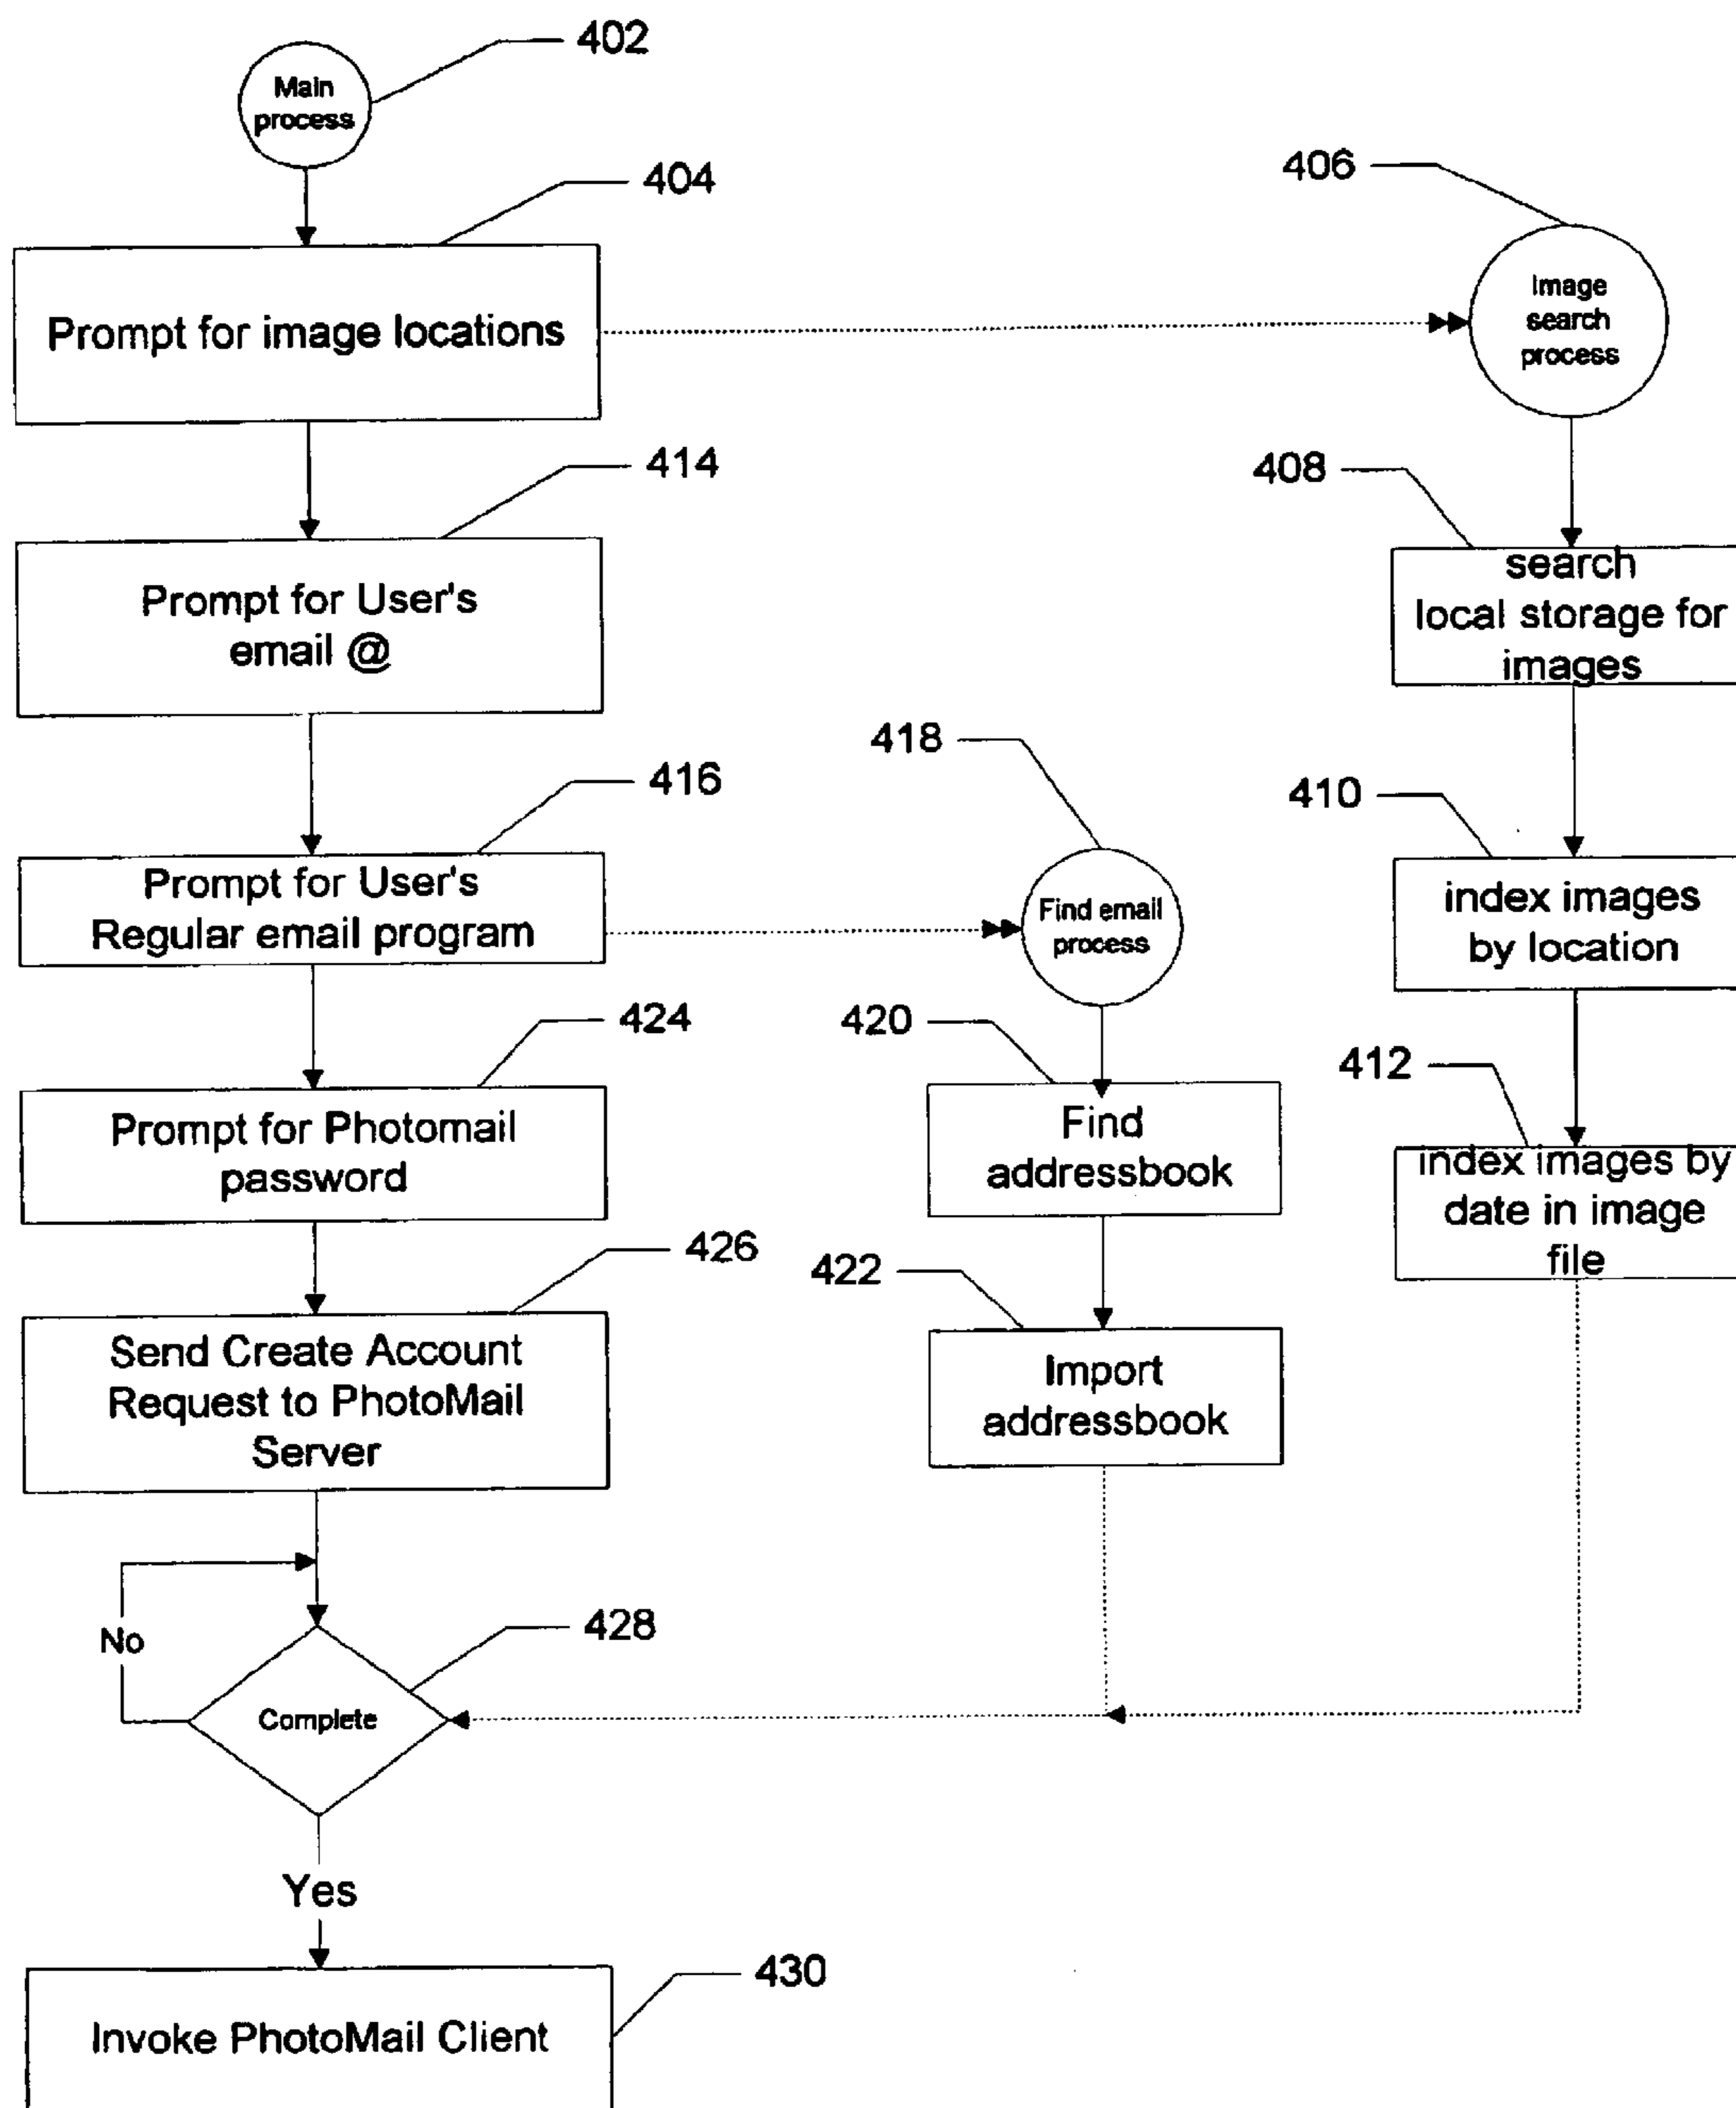 402
Main
process
404
Prompt for image locations
406
Image
search
process
414
Prompt for User's
email @
408
search
local storage for
images
416
Prompt for User's
Regular email program
418
Find email
process
410
index images
by location
424
Prompt for Photomail
password
420
Find
addressbook
412
index images by
date in image
file
426
Send Create Account
Request to PhotoMail
Server
422
Import
addressbook
No
428
Complete
Yes
430
Invoke PhotoMail Client